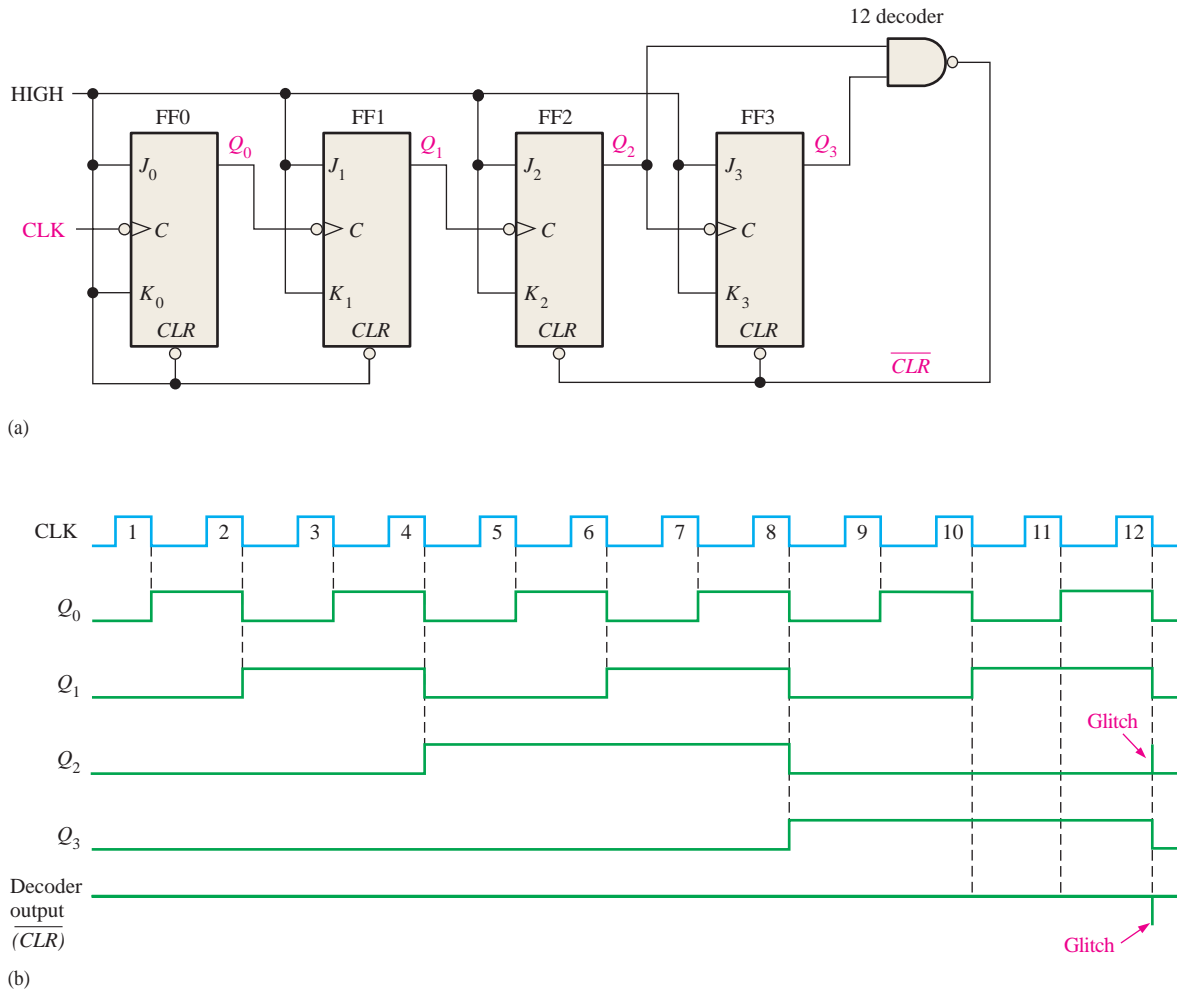 12 decoder
HIGH
FF0
FF1
FF2
FF3
Q0
Q1
Q2
Q3
J0
J1
J2
J3
CLK
C
C
C
C
K0
K1
K2
K3
CLR
CLR
CLR
CLR
CLR
(a)
CLK
1
2
3
4
5
6
7
8
9
10
11
12
Q0
Q1
Glitch
Q2
Q3
Decoder
output
(CLR)
Glitch
(b)